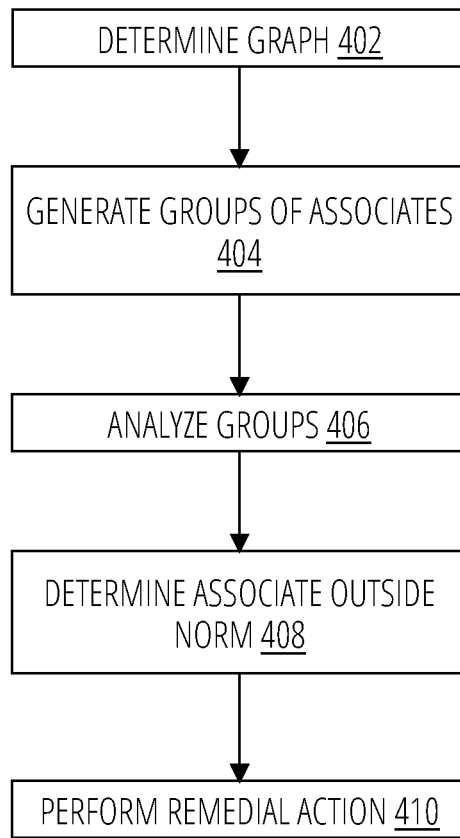 DETERMINE GRAPH 402
GENERATE GROUPS OF ASSOCIATES
404
ANALYZE GROUPS 406
DETERMINE ASSOCIATE OUTSIDE
NORM 408
PERFORM REMEDIAL ACTION 410